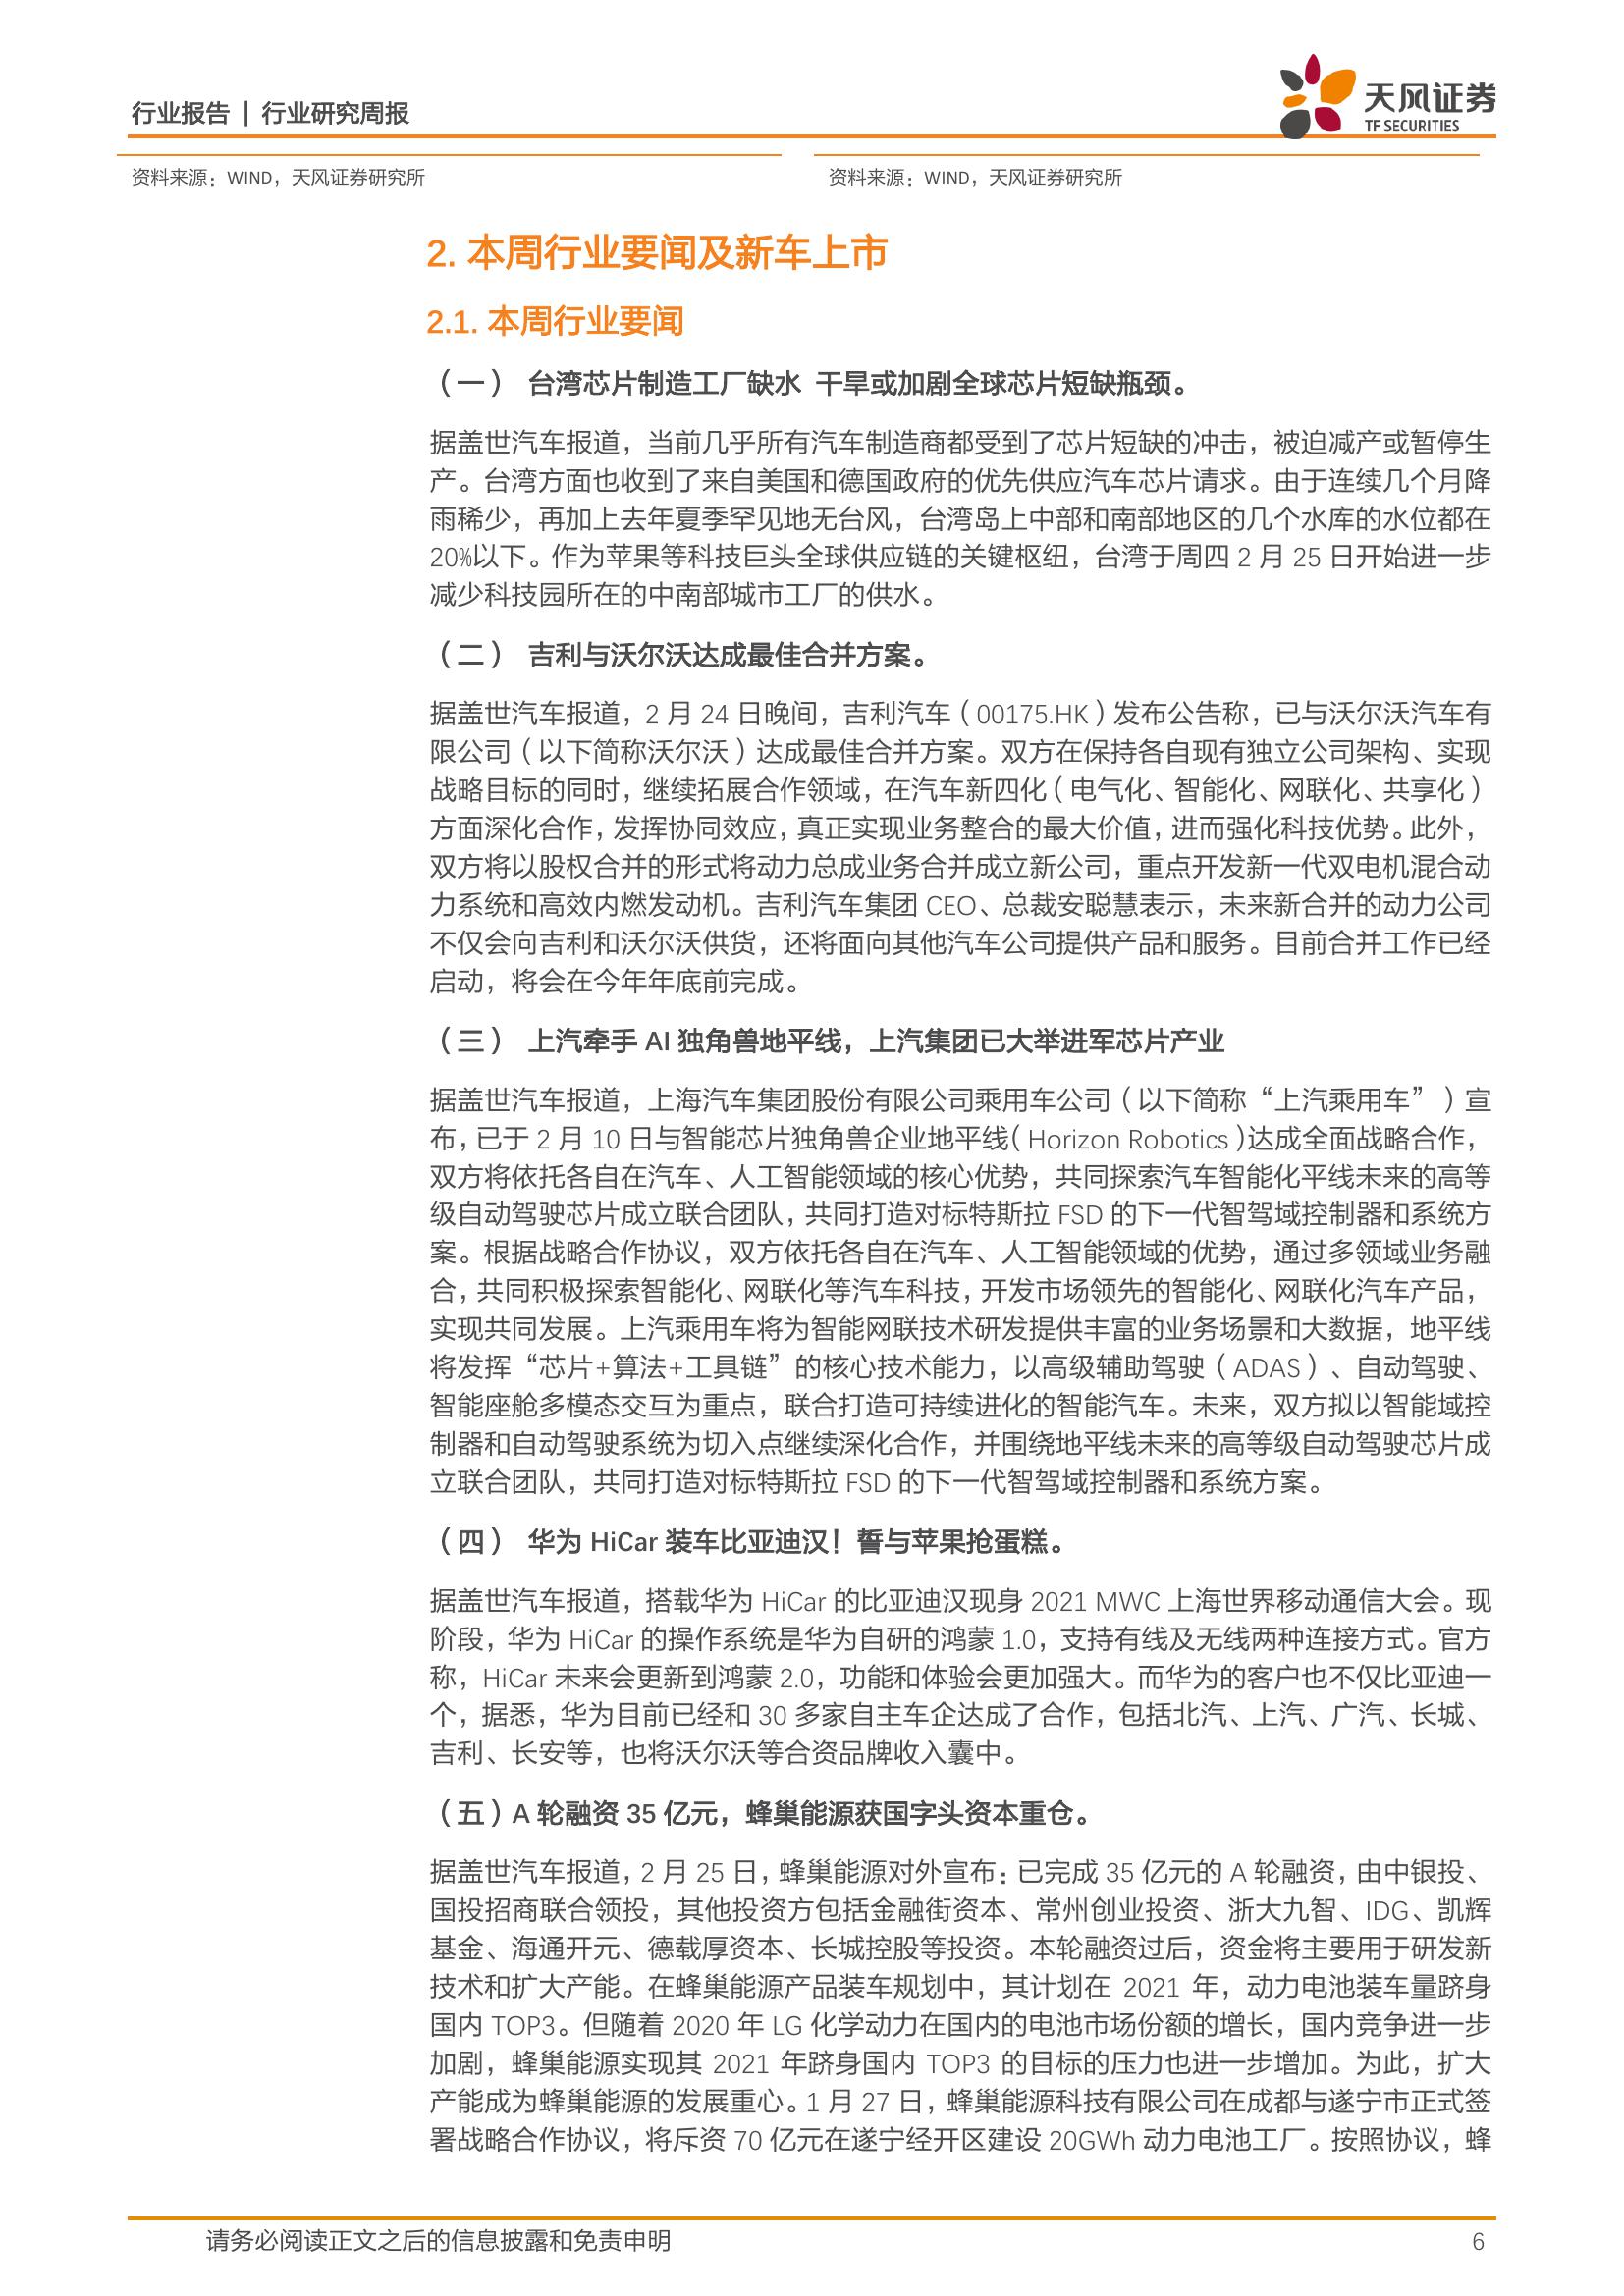 行业报告 | 行业研究周报
天风证券
TF SECURITIES
资料来源：WIND，天风证券研究所
资料来源：WIND，天风证券研究所
2. 本周行业要闻及新车上市
2.1. 本周行业要闻
（一） 台湾芯片制造工厂缺水 干旱或加剧全球芯片短缺瓶颈。
据盖世汽车报道，当前几乎所有汽车制造商都受到了芯片短缺的冲击，被迫减产或暂停生
产。台湾方面也收到了来自美国和德国政府的优先供应汽车芯片请求。由于连续几个月降
雨稀少，再加上去年夏季罕见地无台风，台湾岛上中部和南部地区的几个水库的水位都在
20%以下。作为苹果等科技巨头全球供应链的关键枢纽，台湾于周四 2 月 25 日开始进一步
减少科技园所在的中南部城市工厂的供水。
（二） 吉利与沃尔沃达成最佳合并方案。
据盖世汽车报道，2 月 24 日晚间，吉利汽车（00175.HK）发布公告称，已与沃尔沃汽车有
限公司（以下简称沃尔沃）达成最佳合并方案。双方在保持各自现有独立公司架构、实现
战略目标的同时，继续拓展合作领域，在汽车新四化（电气化、智能化、网联化、共享化）
方面深化合作，发挥协同效应，真正实现业务整合的最大价值，进而强化科技优势。此外，
双方将以股权合并的形式将动力总成业务合并成立新公司，重点开发新一代双电机混合动
力系统和高效内燃发动机。吉利汽车集团 CEO、总裁安聪慧表示，未来新合并的动力公司
不仅会向吉利和沃尔沃供货，还将面向其他汽车公司提供产品和服务。目前合并工作已经
启动，将会在今年年底前完成。
（三） 上汽牵手 AI 独角兽地平线，上汽集团已大举进军芯片产业
据盖世汽车报道，上海汽车集团股份有限公司乘用车公司（以下简称“上汽乘用车”）宣
布，已于 2 月 10 日与智能芯片独角兽企业地平线（Horizon Robotics）达成全面战略合作，
双方将依托各自在汽车、人工智能领域的核心优势，共同探索汽车智能化平线未来的高等
级自动驾驶芯片成立联合团队，共同打造对标特斯拉 FSD 的下一代智驾域控制器和系统方
案。根据战略合作协议，双方依托各自在汽车、人工智能领域的优势，通过多领域业务融
合，共同积极探索智能化、网联化等汽车科技，开发市场领先的智能化、网联化汽车产品，
实现共同发展。上汽乘用车将为智能网联技术研发提供丰富的业务场景和大数据，地平线
将发挥“芯片+算法+工具链”的核心技术能力，以高级辅助驾驶（ADAS）、自动驾驶、
智能座舱多模态交互为重点，联合打造可持续进化的智能汽车。未来，双方拟以智能域控
制器和自动驾驶系统为切入点继续深化合作，并围绕地平线未来的高等级自动驾驶芯片成
立联合团队，共同打造对标特斯拉 FSD 的下一代智驾域控制器和系统方案。
（四） 华为 HiCar 装车比亚迪汉！誓与苹果抢蛋糕。
据盖世汽车报道，搭载华为 HiCar 的比亚迪汉现身 2021 MWC 上海世界移动通信大会。现
阶段，华为 HiCar 的操作系统是华为自研的鸿蒙 1.0，支持有线及无线两种连接方式。官方
称，HiCar 未来会更新到鸿蒙 2.0，功能和体验会更加强大。而华为的客户也不仅比亚迪一
个，据悉，华为目前已经和 30 多家自主车企达成了合作，包括北汽、上汽、广汽、长城、
吉利、长安等，也将沃尔沃等合资品牌收入囊中。
（五）A 轮融资 35 亿元，蜂巢能源获国字头资本重仓。
据盖世汽车报道，2 月 25 日，蜂巢能源对外宣布：已完成 35 亿元的 A 轮融资，由中银投、
国投招商联合领投，其他投资方包括金融街资本、常州创业投资、浙大九智、IDG、凯辉
基金、海通开元、德载厚资本、长城控股等投资。本轮融资过后，资金将主要用于研发新
技术和扩大产能。在蜂巢能源产品装车规划中，其计划在 2021 年，动力电池装车量跻身
国内 TOP3。但随着 2020 年 LG 化学动力在国内的电池市场份额的增长，国内竞争进一步
加剧，蜂巢能源实现其 2021 年跻身国内 TOP3 的目标的压力也进一步增加。为此，扩大
产能成为蜂巢能源的发展重心。1 月 27 日，蜂巢能源科技有限公司在成都与遂宁市正式签
署战略合作协议，将斥资 70 亿元在遂宁经开区建设 20GWh 动力电池工厂。按照协议，蜂
请务必阅读正文之后的信息披露和免责申明
6